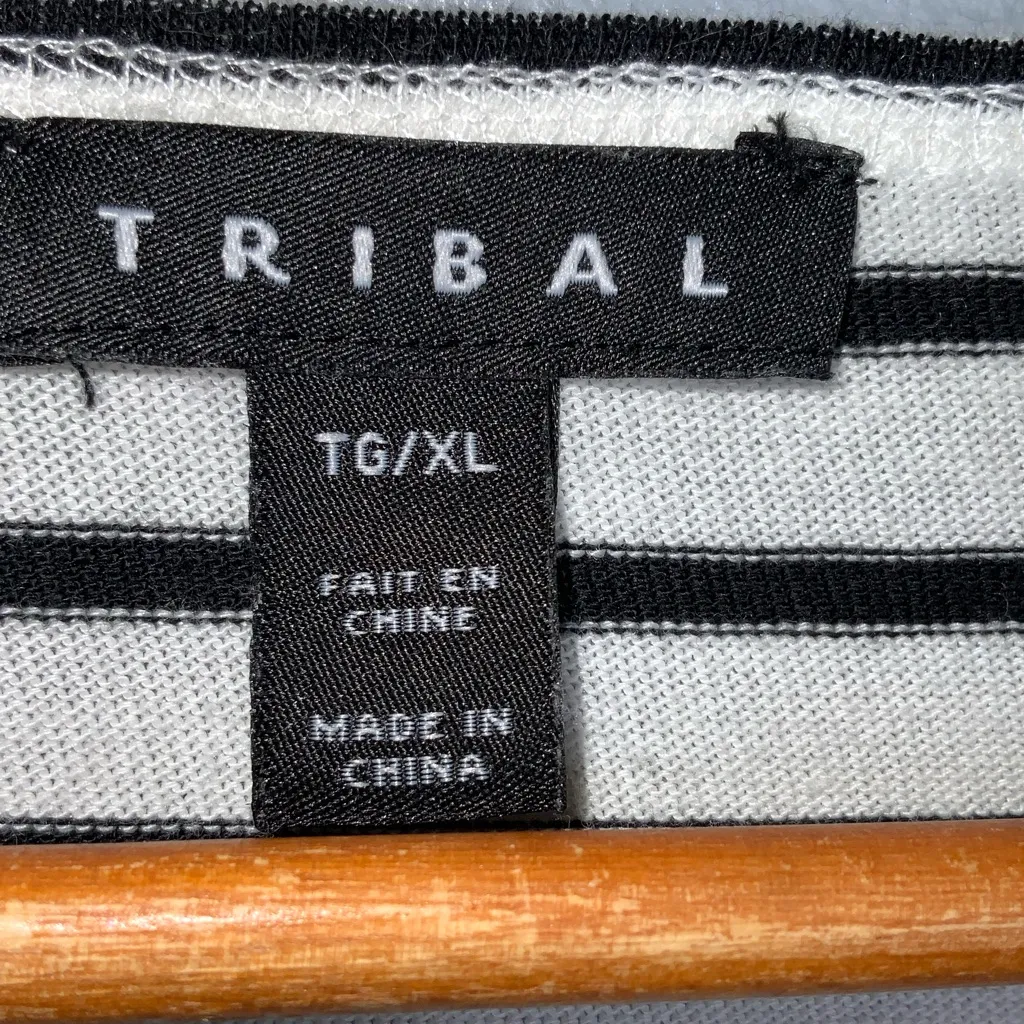 TRIBAL
TG/XL
FAIT EN
CHINE
MADE IN
CHINA